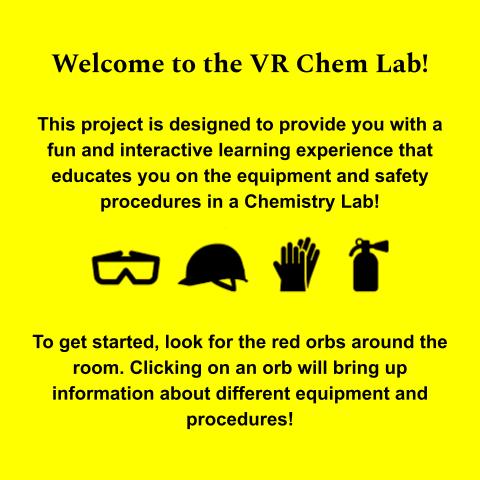 Welcome to the VR Chem Lab!
This project is designed to provide you with a
fun and interactive learning experience that
educates you on the equipment and safety
procedures in a Chemistry Lab!
To get started, look for the red orbs around the
room. Clicking on an orb will bring up
information about different equipment and
procedures!